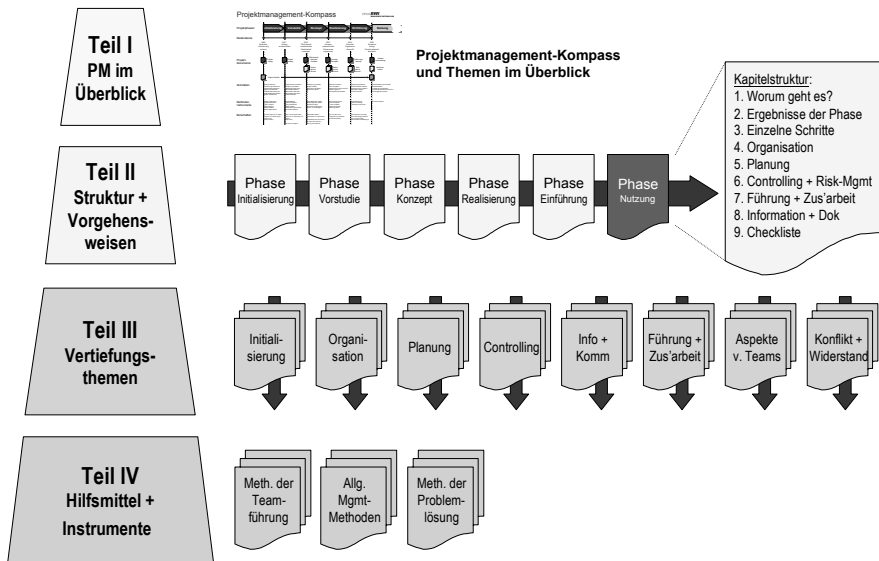 Teil I
PM im
Überblick
Projektmanagement-Kompass
Projektmanagement-Kompass
und Themen im Überblick
Teil II
Struktur +
Vorgehens-
weisen
Phase
Initialisierung
Phase
Vorstudie
Phase
Konzept
Phase
Realisierung
Phase
Einführung
Phase
Nutzung
Kapitelstruktur:
1. Worum geht es?
2. Ergebnisse der Phase
3. Einzelne Schritte
4. Organisation
5. Planung
6. Controlling + Risk-Mgmt
7. Führung + Zus'arbeit
8. Information + Dok
9. Checkliste
Teil III
Vertiefungs-
themen
Initiali-
sierung
Organi-
sation
Planung
Controlling
Info +
Komm
Führung +
Zus'arbeit
Aspekte
v. Teams
Konflikt +
Widerstand
Teil IV
Hilfsmittel +
Instrumente
Meth. der
Team-
führung
Allg.
Mgmt-
Methoden
Meth. der
Problem-
lösung